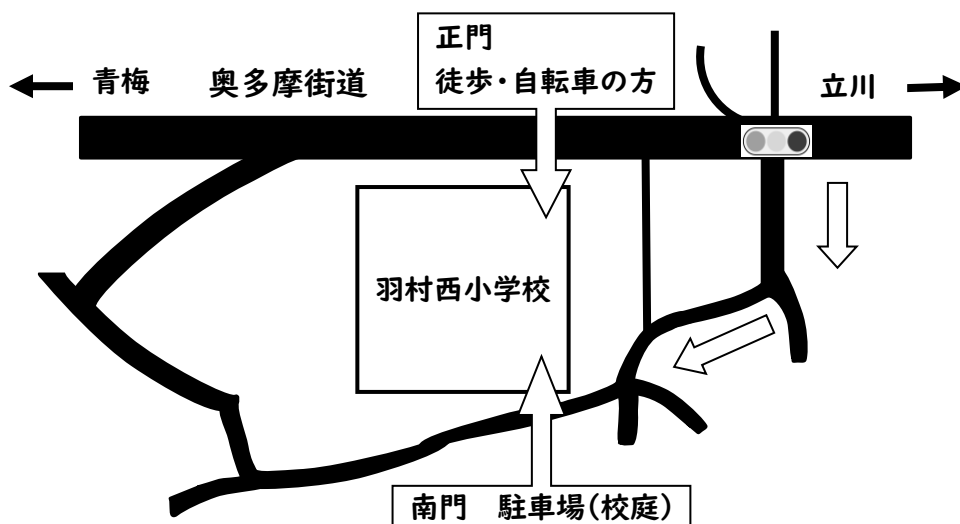 正門
徒歩・自転車の方
青梅
奥多摩街道
立川
羽村西小学校
南門　駐車場(校庭)